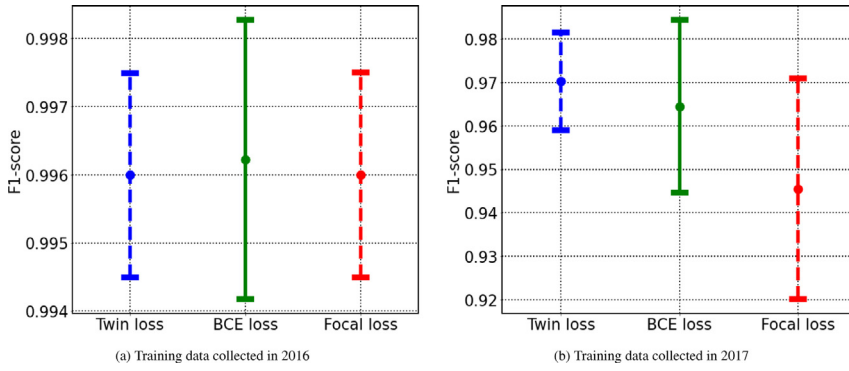 F1-score
0.998
0.997
0.996
0.995
0.994
Twin loss BCE loss Focal loss
(a) Training data collected in 2016
F1-score
0.98
0.97
0.96
0.95
0.94
0.93
0.92
Twin loss BCE loss Focal loss
(b) Training data collected in 2017